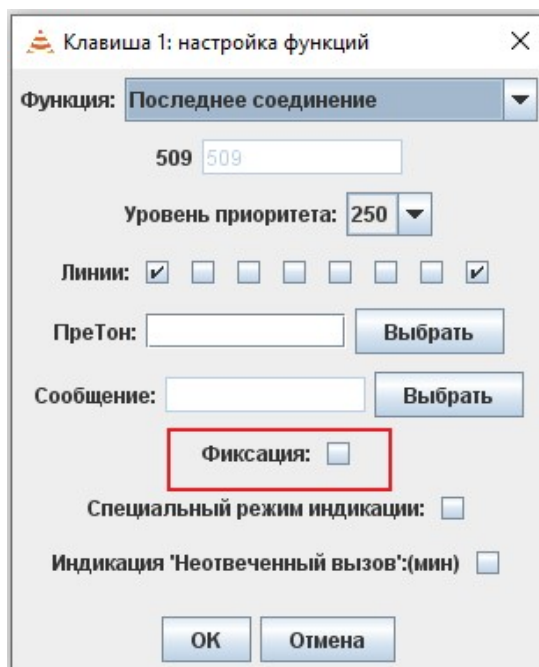 Клавиша 1: настройка функций
Функция: Последнее соединение
509 509
Уровень приоритета: 250
Линии:
ПреТон: Выбрать
Сообщение: Выбрать
Фиксация:
Специальный режим индикации:
Индикация 'Неотвеченный вызов':(мин)
ОК Отмена